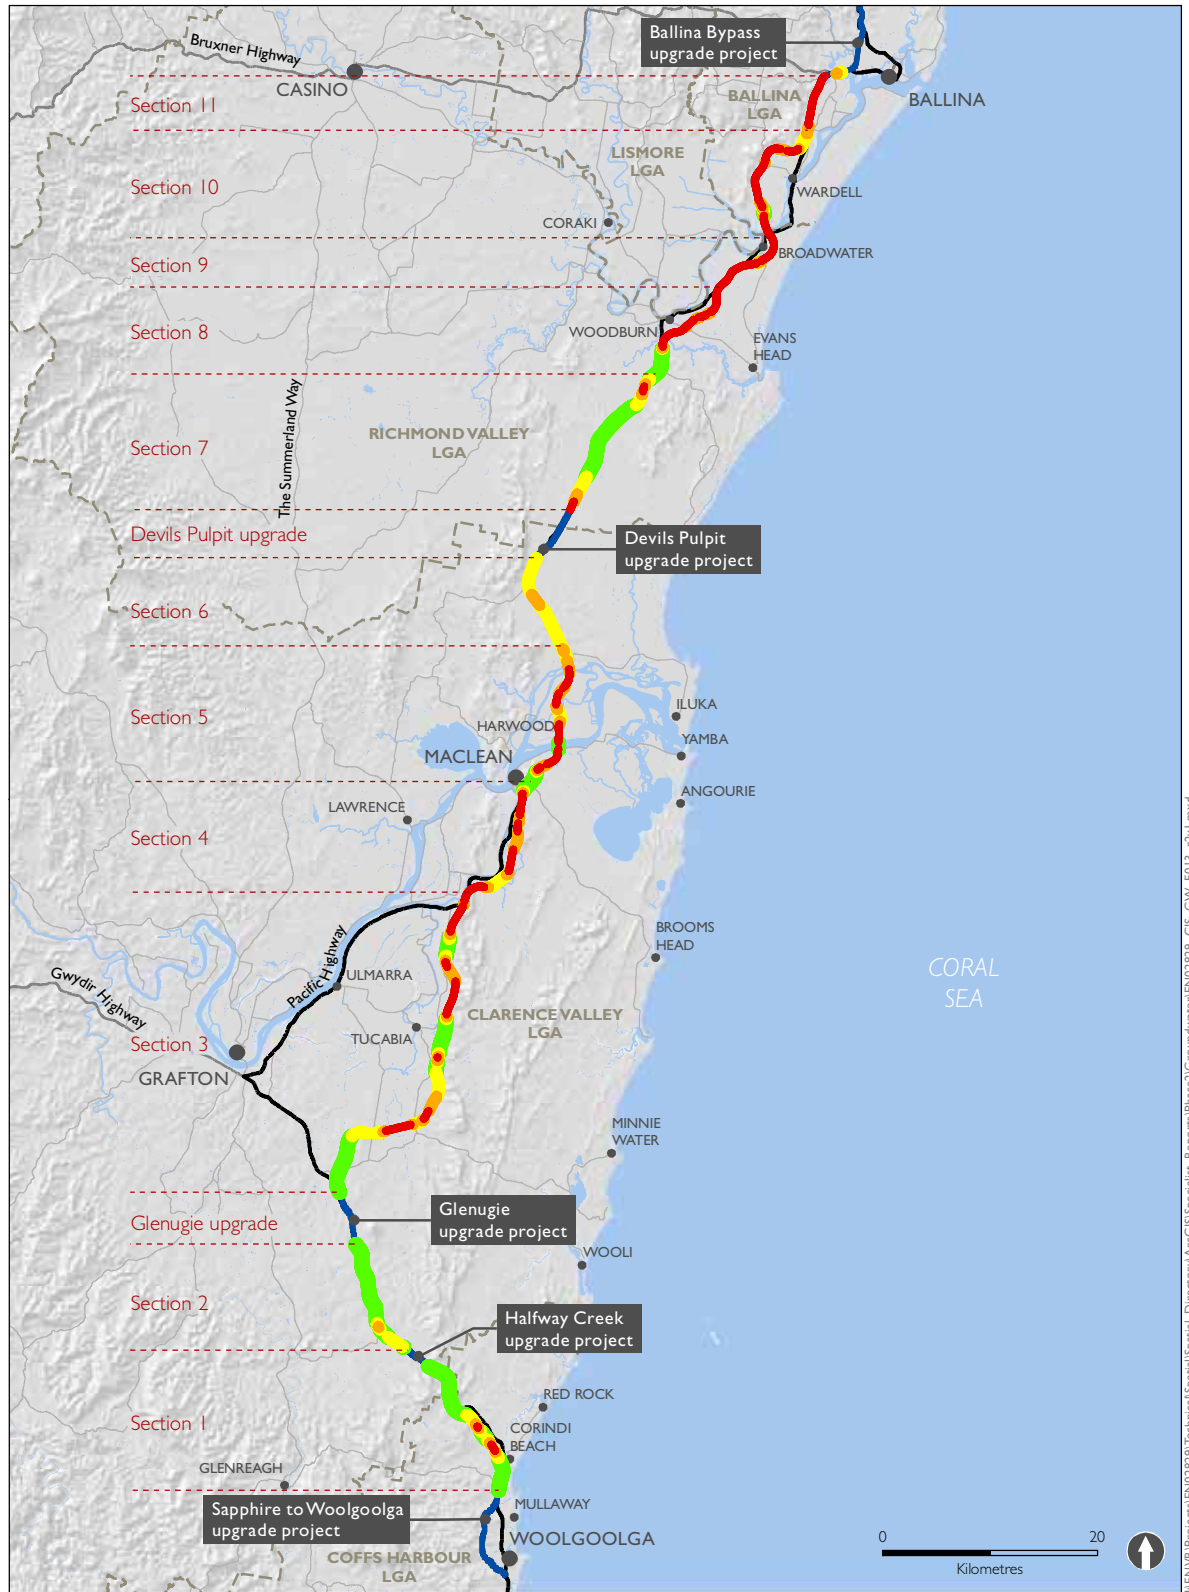 Ballina Bypass
upgrade project
Bruxner Highway
CASINO
BALLINA
BALLINA
LGA
Section 11
LISMORE
LGA
Section 10
WARDELL
CORAKI
BROADWATER
Section 9
WOODBURN
Section 8
EVANS
HEAD
The Summerland Way
RICHMOND VALLEY
LGA
Section 7
Devils Pulpit upgrade
Devils Pulpit
upgrade project
Section 6
ILUKA
Section 5
HARWOOD
YAMBA
MACLEAN
ANGOURIE
LAWRENCE
Section 4
BROOMS
HEAD
CORAL
SEA
Pacific Highway
ULMARRA
Gwydir Highway
CLARENCE VALLEY
LGA
TUCABIA
Section 3
GRAFTON
MINNIE
WATER
Glenugie upgrade
Glenugie
upgrade project
WOOLI
Section 2
Halfway Creek
upgrade project
RED ROCK
Section 1
CORINDI
BEACH
GLENREAGH
MULLAWAY
Sapphire to Woolgoolga
upgrade project
WOOLGOOLGA
COFFS HARBOUR
LGA
0 20
Kilometres